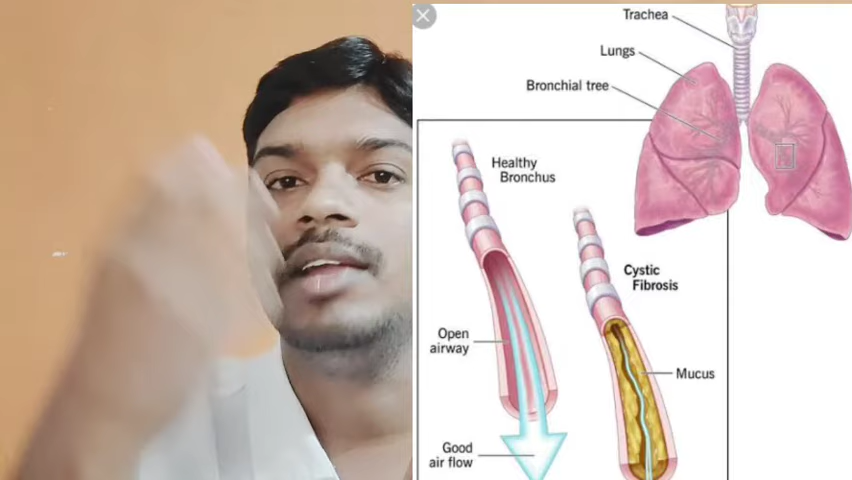 Trachea
Lungs
Bronchial tree
Healthy
Bronchus
Cystic
Fibrosis
Open
airway
Mucus
Good
air flow